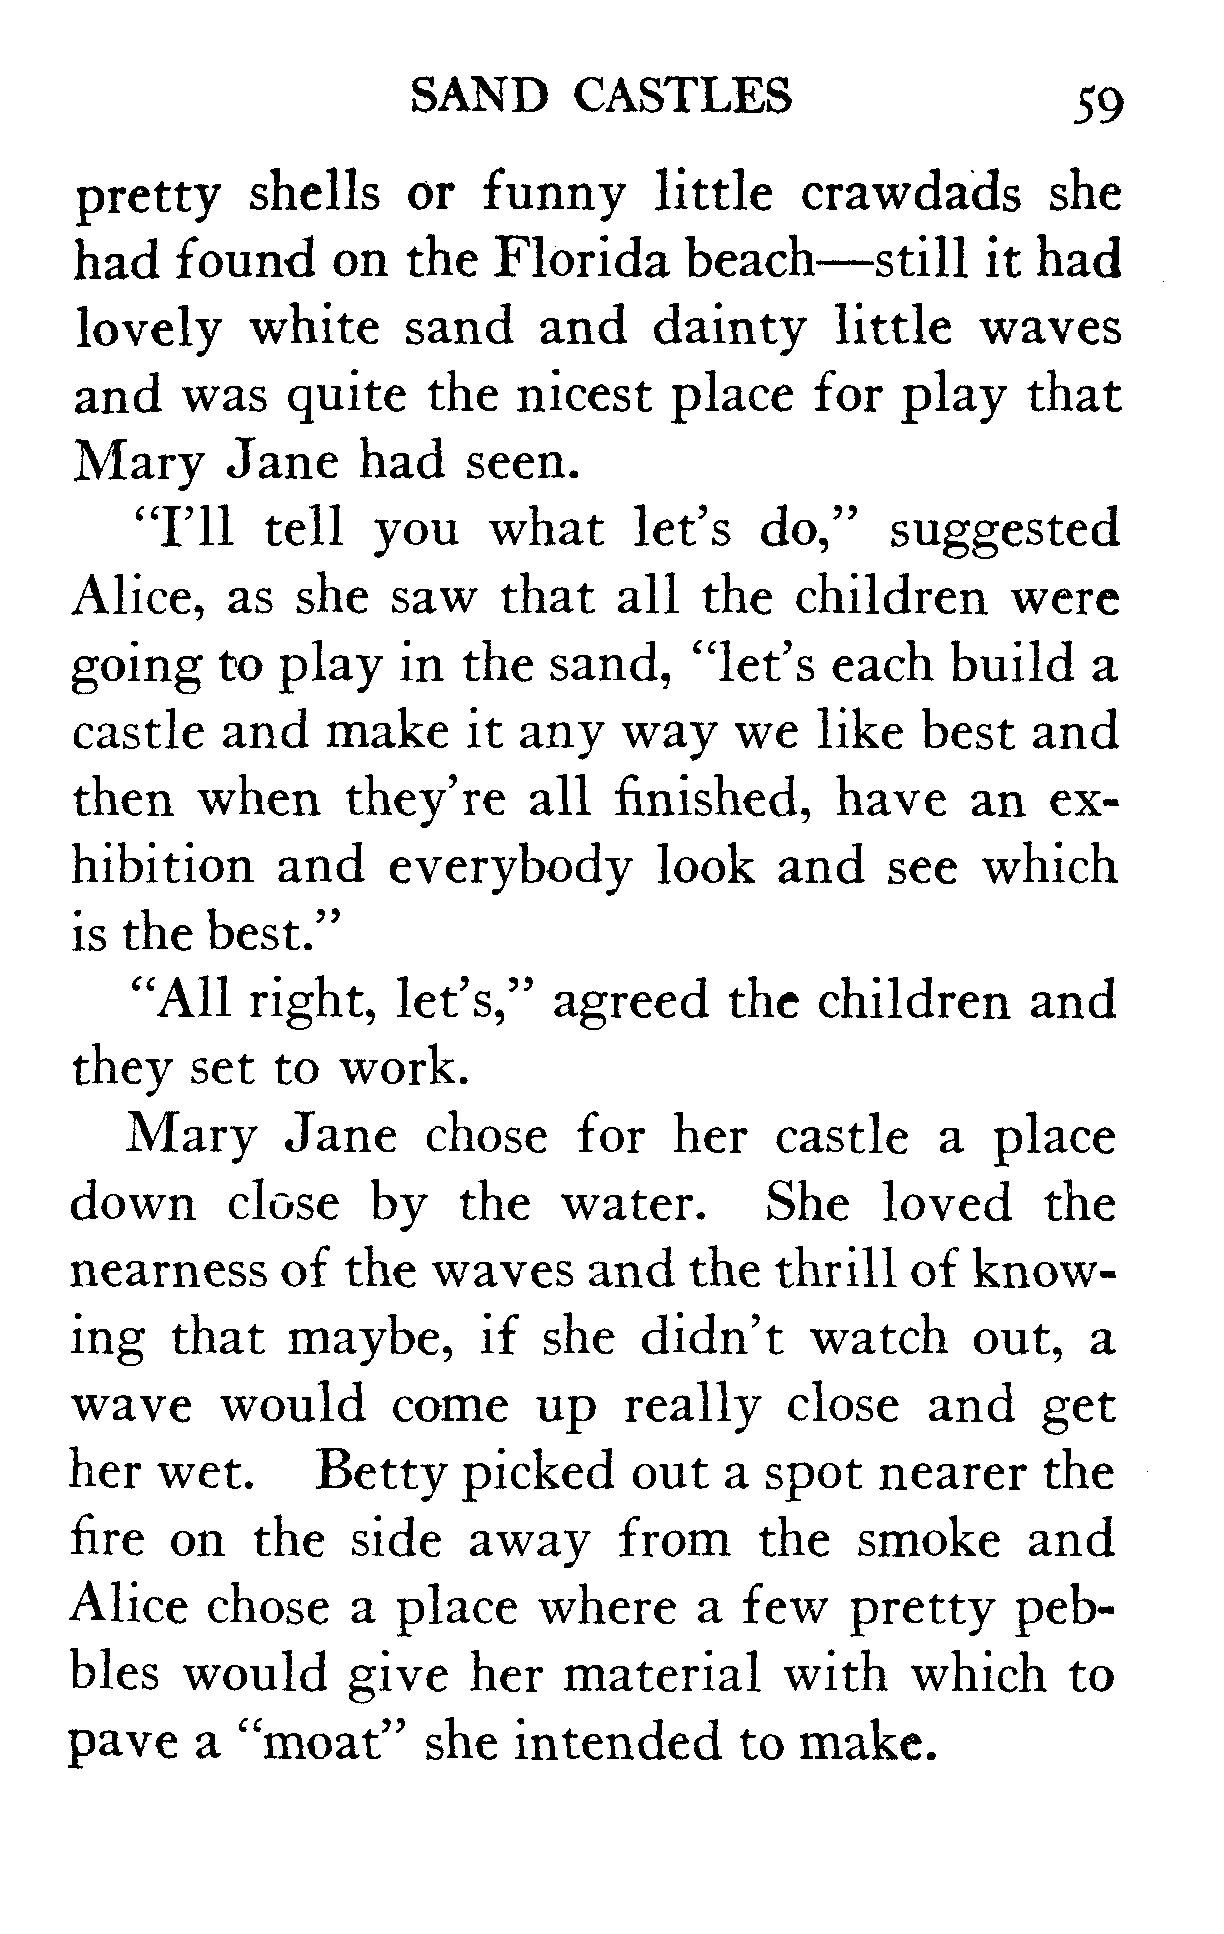 SAND CASTLES 59
pretty shells or funny little crawdads she
had found on the Florida beach—still it had
lovely white sand and dainty little waves
and was quite the nicest place for play that
Mary Jane had seen.
“I’ll tell you what let’s do,” suggested
Alice, as she saw that all the children were
going to play in the sand, “let’s each build a
castle and make it any way we like best and
then when they’re all finished, have an ex-
hibition and everybody look and see which
is the best.”
“All right, let’s,” agreed the children and
they set to work.
Mary Jane chose for her castle a place
down close by the water. She loved the
nearness of the waves and the thrill of know-
ing that maybe, if she didn’t watch out, a
wave would come up really close and get
her wet. Betty picked out a spot nearer the
fire on the side away from the smoke and
Alice chose a place where a few pretty peb-
bles would give her material with which to
pave a “moat” she intended to make.